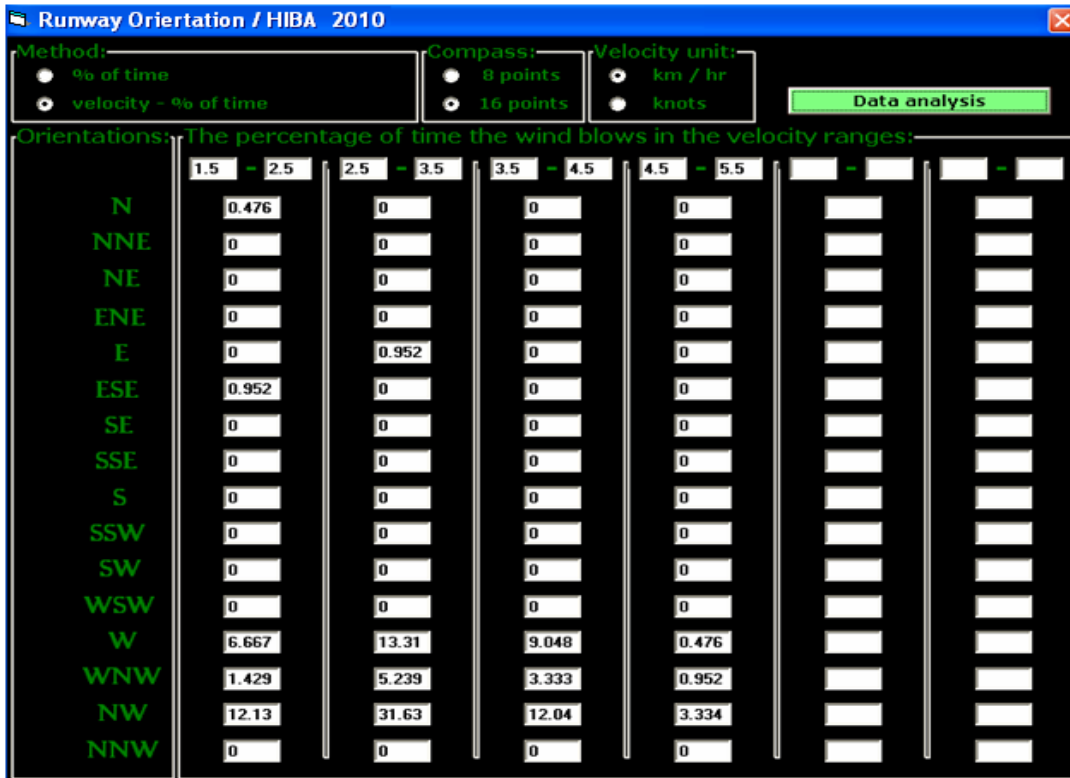 Runway Oriertation / HIBA 2010
Method: Compass: Velocity unit:
% of time 8 points km / hr
velocity - % of time 16 points knots Data analysis
Orientations: The percentage of time the wind blows in the velocity ranges:
1.5 - 2.5 2.5 - 3.5 3.5 - 4.5 4.5 - 5.5 - -
N 0.476 0 0 0
NNE 0 0 0 0
NE 0 0 0 0
ENE 0 0 0 0
E 0 0.952 0 0
ESE 0.952 0 0 0
SE 0 0 0 0
SSE 0 0 0 0
S 0 0 0 0
SSW 0 0 0 0
SW 0 0 0 0
WSW 0 0 0 0
W 6.667 13.31 9.048 0.476
WNW 1.429 5.239 3.333 0.952
NW 12.13 31.63 12.04 3.334
NNW 0 0 0 0